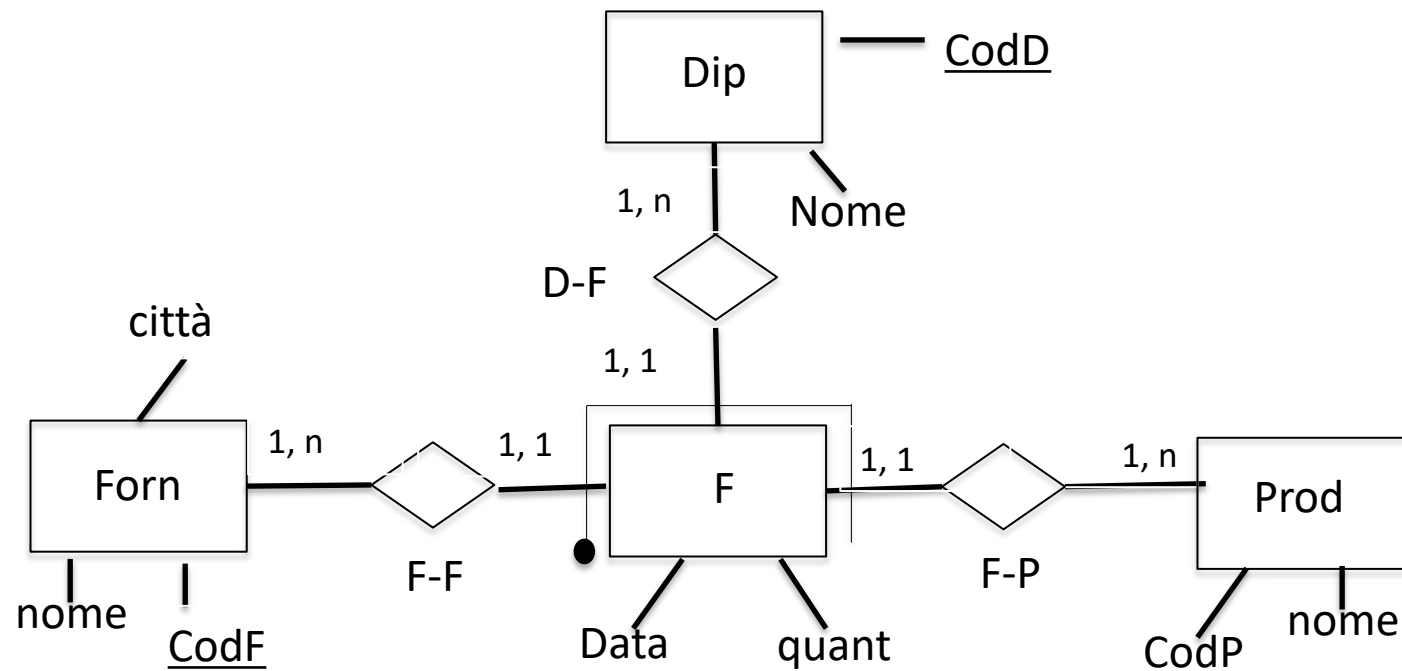 Dip
CodD
1, n
Nome
D-F
città
1, 1
Forn
1, n
1, 1
F
1, 1
1, n
Prod
F-F
F-P
nome
CodF
Data
quant
CodP
nome